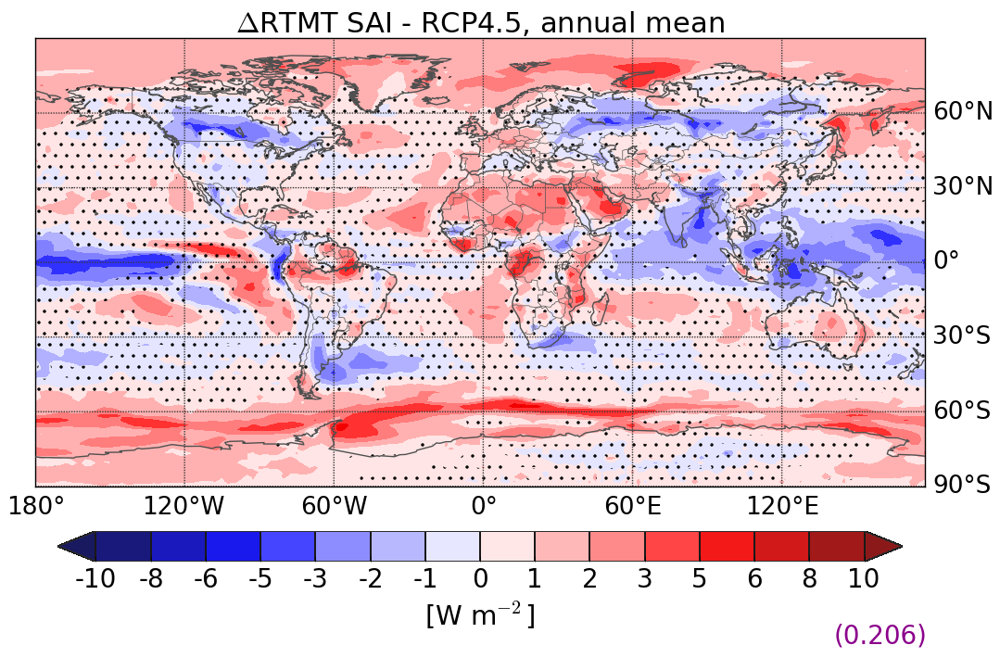 ΔRTMT SAI - RCP4.5, annual mean
60°N
30°N
0°
30°S
60°S
90°S
180° 120°W 60°W 0° 60°E 120°E
-10 -8 -6 -5 -3 -2 -1 0 1 2 3 5 6 8 10
[W m⁻²]
(0.206)